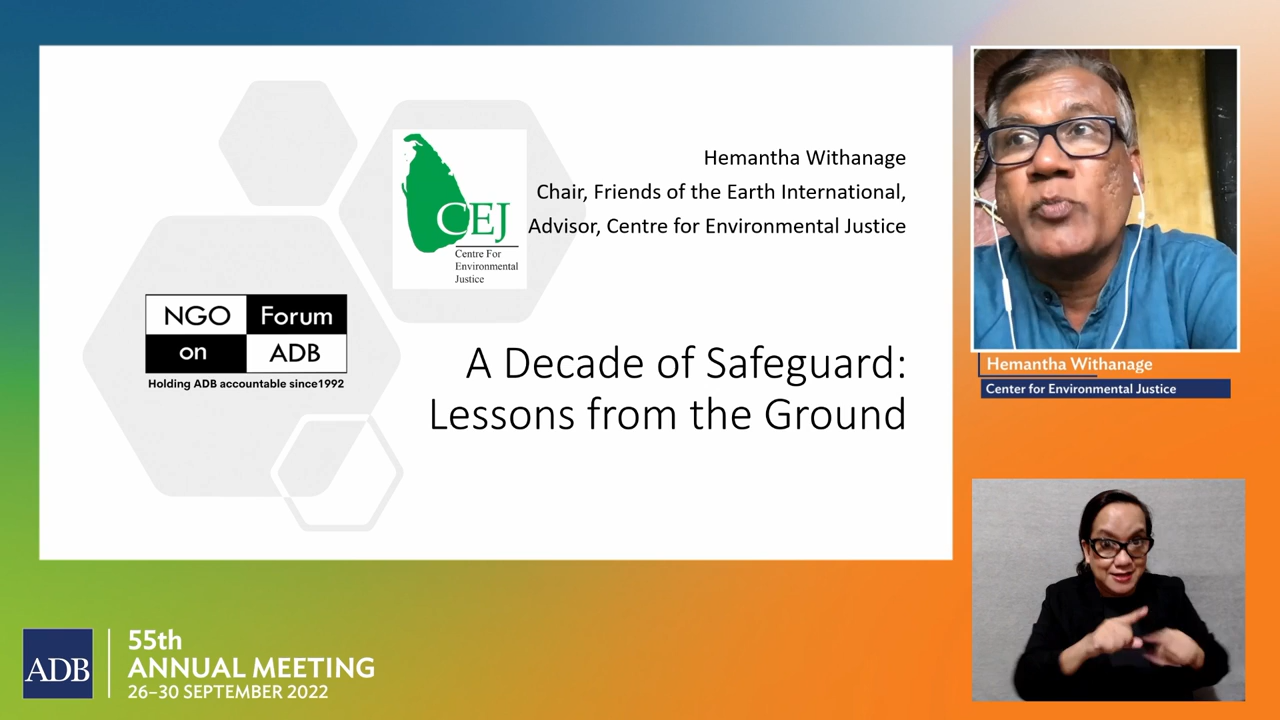 Hemantha Withanage
Chair, Friends of the Earth International,
Advisor, Centre for Environmental Justice
CEJ
Centre For
Environmental
Justice
NGO Forum
on ADB
Holding ADB accountable since1992
A Decade of Safeguard:
Lessons from the Ground
Hemantha Withanage
Center for Environmental Justice
ADB
55th
ANNUAL MEETING
26–30 SEPTEMBER 2022